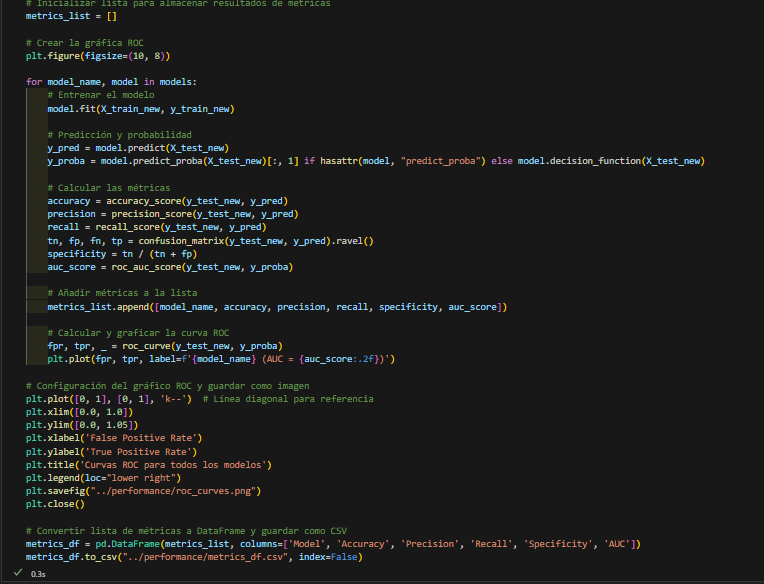 # Inicializar lista para almacenar resultados de métricas
metrics_list = []

# Crear la gráfica ROC
plt.figure(figsize=(10, 8))

for model_name, model in models:
    # Entrenar el modelo
    model.fit(X_train_new, y_train_new)

    # Predicción y probabilidad
    y_pred = model.predict(X_test_new)
    y_proba = model.predict_proba(X_test_new)[:, 1] if hasattr(model, "predict_proba") else model.decision_function(X_test_new)

    # Calcular las métricas
    accuracy = accuracy_score(y_test_new, y_pred)
    precision = precision_score(y_test_new, y_pred)
    recall = recall_score(y_test_new, y_pred)
    tn, fp, fn, tp = confusion_matrix(y_test_new, y_pred).ravel()
    specificity = tn / (tn + fp)
    auc_score = roc_auc_score(y_test_new, y_proba)

    # Añadir métricas a la lista
    metrics_list.append([model_name, accuracy, precision, recall, specificity, auc_score])

    # Calcular y graficar la curva ROC
    fpr, tpr, _ = roc_curve(y_test_new, y_proba)
    plt.plot(fpr, tpr, label=f'{model_name} (AUC = {auc_score:.2f})')

# Configuración del gráfico ROC y guardar como imagen
plt.plot([0, 1], [0, 1], 'k--')  # Línea diagonal para referencia
plt.xlim([0.0, 1.0])
plt.ylim([0.0, 1.05])
plt.xlabel('False Positive Rate')
plt.ylabel('True Positive Rate')
plt.title('Curvas ROC para todos los modelos')
plt.legend(loc="lower right")
plt.savefig("../performance/roc_curves.png")
plt.close()

# Convertir lista de métricas a DataFrame y guardar como CSV
metrics_df = pd.DataFrame(metrics_list, columns=['Model', 'Accuracy', 'Precision', 'Recall', 'Specificity', 'AUC'])
metrics_df.to_csv("../performance/metrics_df.csv", index=False)
0.3s